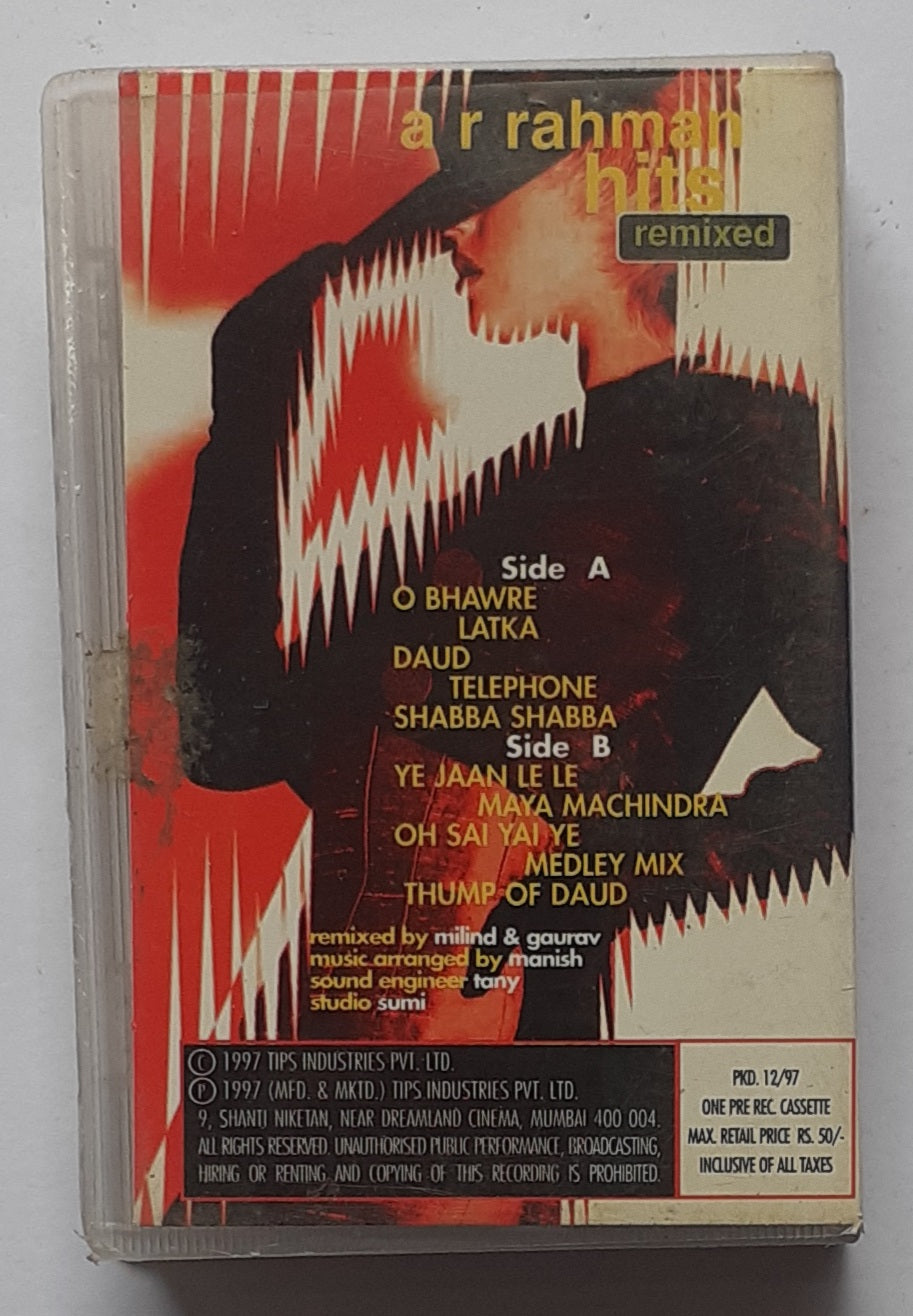 a r rahman
hits
remixed
Side A
O BHAWRE
LATKA
DAUD
TELEPHONE
SHABBA SHABBA
Side B
YE JAAN LE LE
MAYA MACHINDRA
OH SAI YAI YE
MEDLEY MIX
THUMP OF DAUD
remixed by milind & gaurav
music arranged by manish
sound engineer tany
studio sumi
Ⓒ 1997 TIPS INDUSTRIES PVT. LTD.
Ⓟ 1997 (MFD. & MKTD.) TIPS INDUSTRIES PVT. LTD.
9, SHANTI NIKETAN, NEAR DREAMLAND CINEMA, MUMBAI 400 004.
ALL RIGHTS RESERVED. UNAUTHORISED PUBLIC PERFORMANCE, BROADCASTING,
HIRING OR RENTING AND COPYING OF THIS RECORDING IS PROHIBITED.
PKD. 12/97
ONE PRE REC. CASSETTE
MAX. RETAIL PRICE RS. 50/-
INCLUSIVE OF ALL TAXES